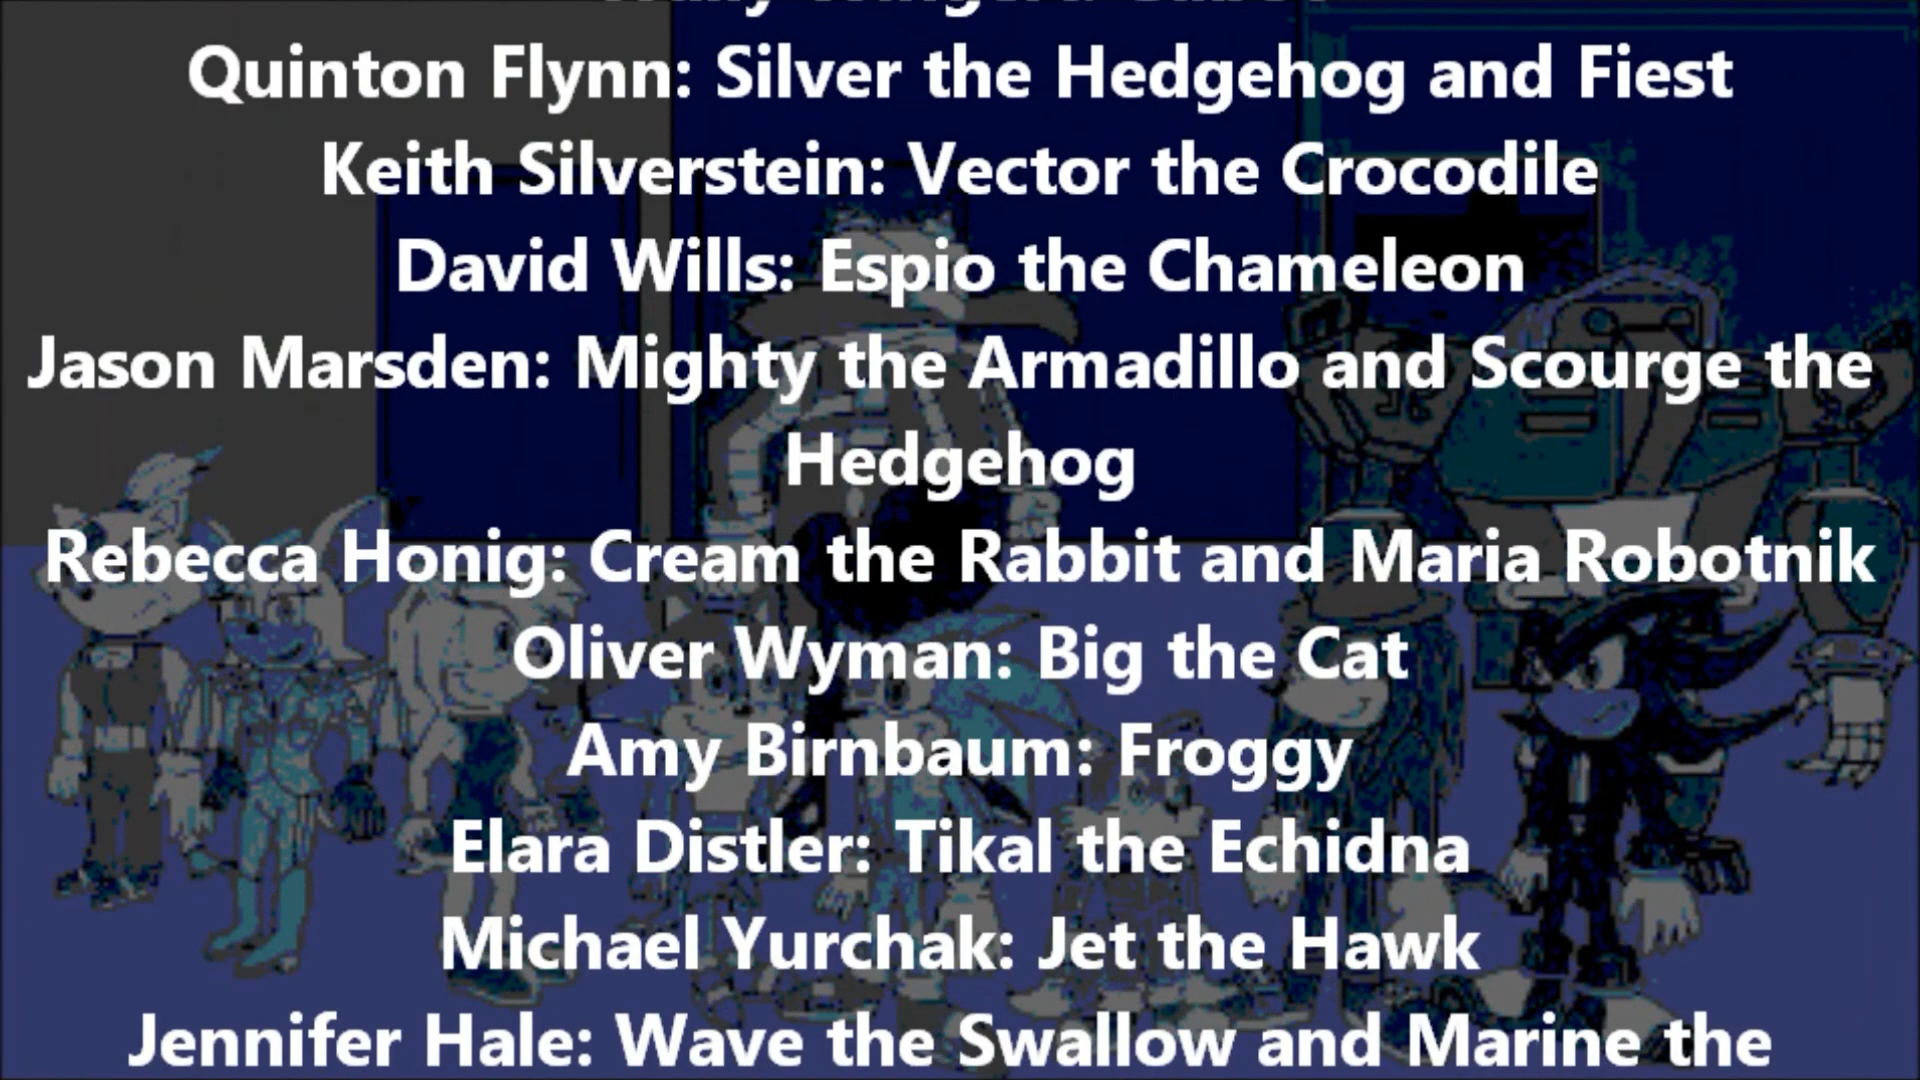 Quinton Flynn: Silver the Hedgehog and Fiest
Keith Silverstein: Vector the Crocodile
David Wills: Espio the Chameleon
Jason Marsden: Mighty the Armadillo and Scourge the
Hedgehog
Rebecca Honig: Cream the Rabbit and Maria Robotnik
Oliver Wyman: Big the Cat
Amy Birnbaum: Froggy
Elara Distler: Tikal the Echidna
Michael Yurchak: Jet the Hawk
Jennifer Hale: Wave the Swallow and Marine the